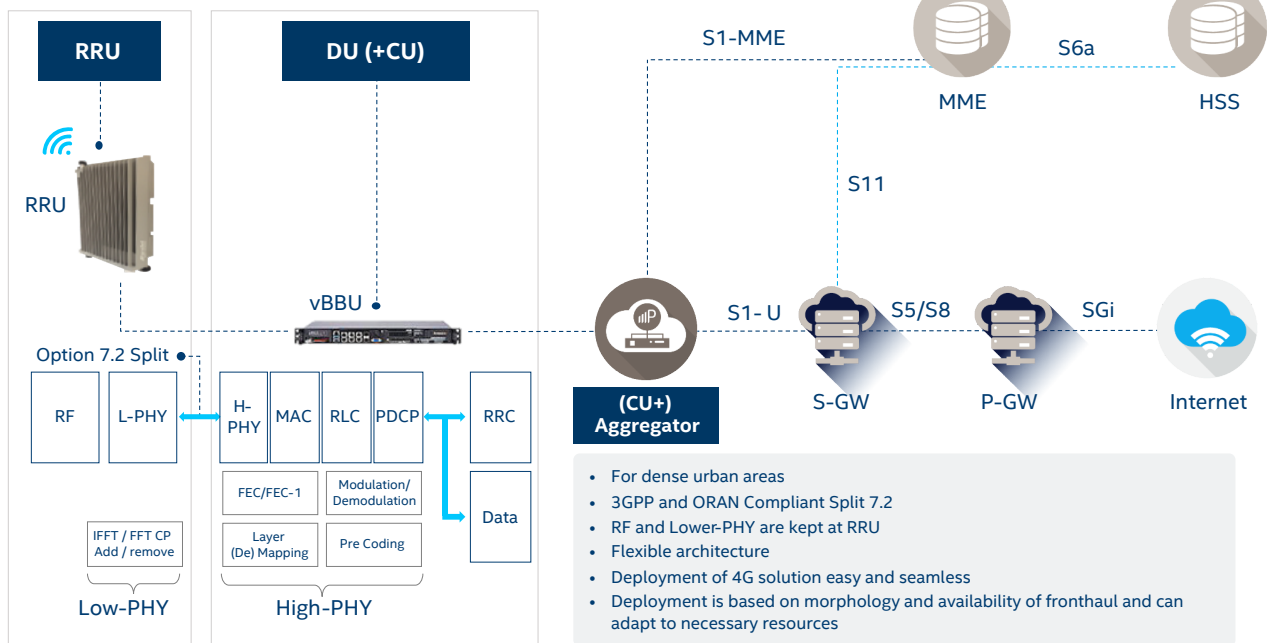 RRU
DU (+CU)
RRU
vBBU
Option 7.2 Split
RF
L-PHY
H-
PHY
MAC
RLC
PDCP
RRC
Data
FEC/FEC-1
Modulation/
Demodulation
Layer
(De) Mapping
Pre Coding
IFFT / FFT CP
Add / remove
Low-PHY
High-PHY
S1-MME
S6a
MME
HSS
S11
S1- U
S5/S8
SGi
(CU+)
Aggregator
S-GW
P-GW
Internet
• For dense urban areas
• 3GPP and ORAN Compliant Split 7.2
• RF and Lower-PHY are kept at RRU
• Flexible architecture
• Deployment of 4G solution easy and seamless
• Deployment is based on morphology and availability of fronthaul and can
adapt to necessary resources